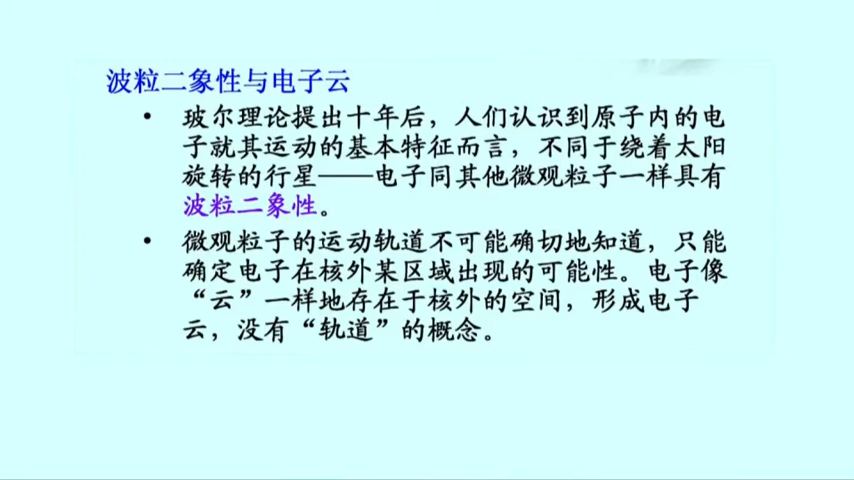 波粒二象性与电子云
• 玻尔理论提出十年后，人们认识到原子内的电
子就其运动的基本特征而言，不同于绕着太阳
旋转的行星——电子同其他微观粒子一样具有
波粒二象性。
• 微观粒子的运动轨道不可能确切地知道，只能
确定电子在核外某区域出现的可能性。电子像
“云”一样地存在于核外的空间，形成电子
云，没有“轨道”的概念。